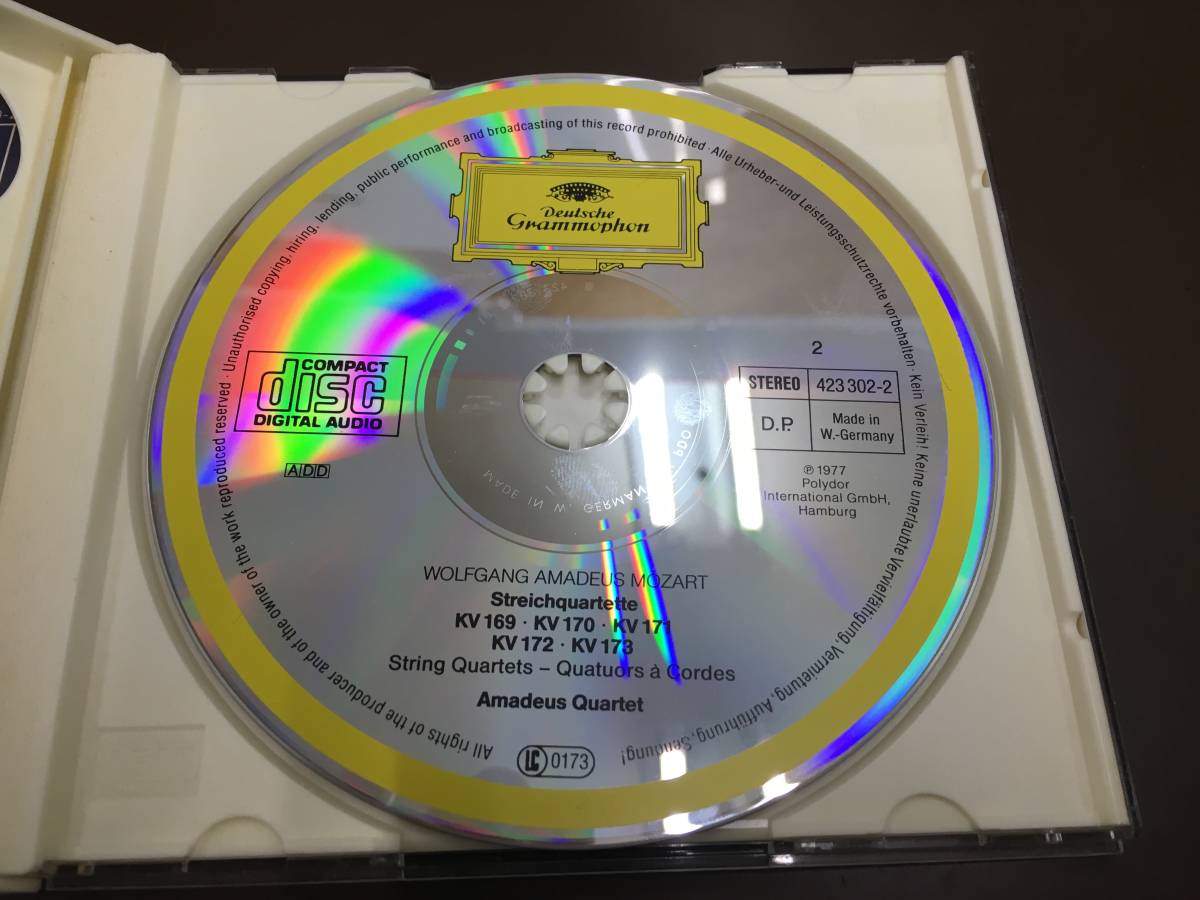 Unauthorised copying, hiring, lending, public performance and broadcasting of this record prohibited · Alle Urheber- und Leistungsschutzrechte vorbehalten · Kein Verleih! Keine unerlaubte Vervielfältigung, Vermietung, Aufführung, Sendung!
All rights of the producer and of the owner of the work reproduced reserved ·
Deutsche
Grammophon
COMPACT
disc
DIGITAL AUDIO
ADD
2
STEREO 423 302-2
D.P. Made in
W.-Germany
℗ 1977
Polydor
International GmbH,
Hamburg
MADE IN W. GERMANY
PDO
WOLFGANG AMADEUS MOZART
Streichquartette
KV 169 · KV 170 · KV 171
KV 172 · KV 173
String Quartets – Quatuors à Cordes
Amadeus Quartet
LC 0173